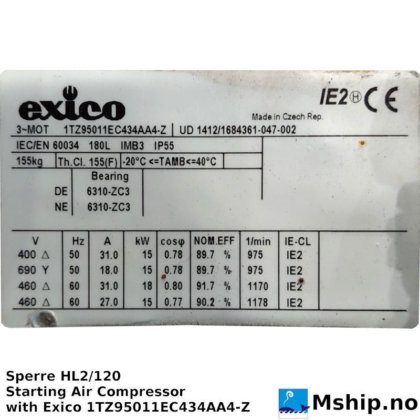 exico
IE2 H CE
Made in Czech Rep.
3~MOT 1TZ95011EC434AA4-Z UD 1412/1684361-047-002
IEC/EN 60034 180L IMB3 IP55
155kg Th.Cl. 155(F) -20°C <=TAMB<=40°C
Bearing
DE 6310-ZC3
NE 6310-ZC3
V Hz A kW cosφ NOM.EFF 1/min IE-CL
400 Δ 50 31.0 15 0.78 89.7 % 975 IE2
690 Y 50 18.0 15 0.78 89.7 % 975 IE2
460 Δ 60 31.0 18 0.80 91.7 % 1170 IE2
460 Δ 60 27.0 15 0.77 90.2 % 1178 IE2
Sperre HL2/120
Starting Air Compressor
with Exico 1TZ95011EC434AA4-Z
Mship.no